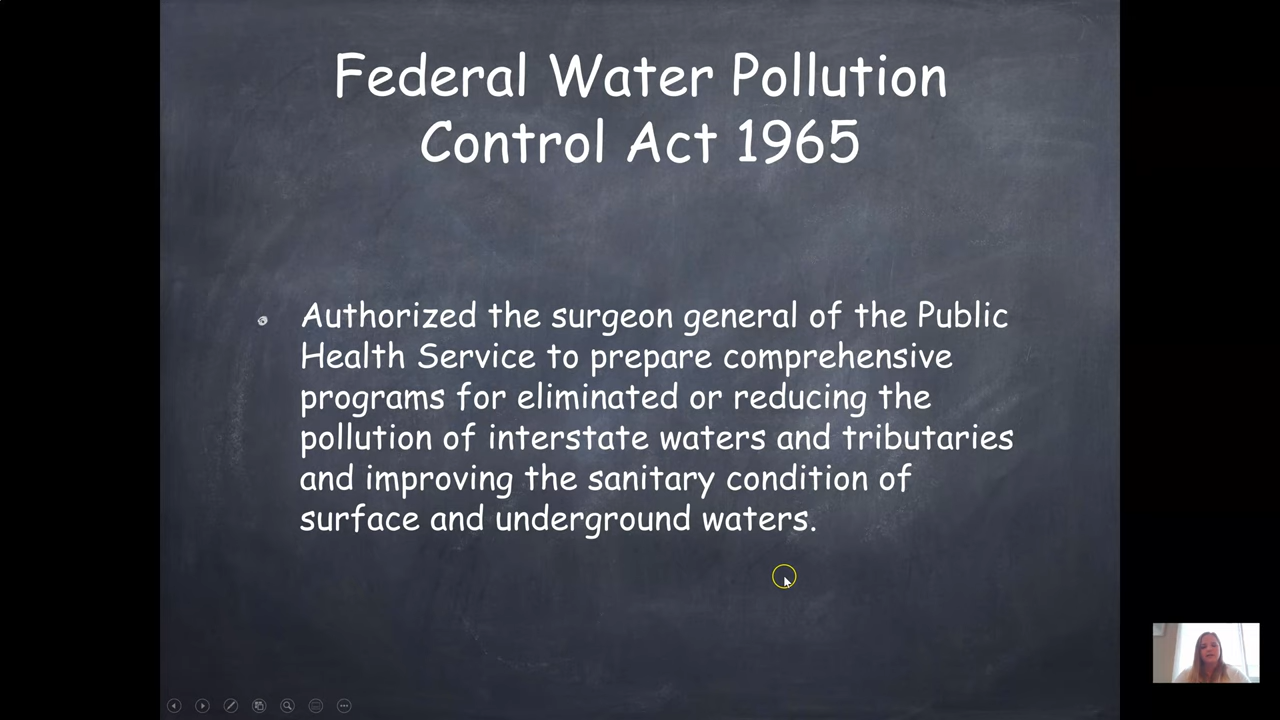 Federal Water Pollution
Control Act 1965
Authorized the surgeon general of the Public
Health Service to prepare comprehensive
programs for eliminated or reducing the
pollution of interstate waters and tributaries
and improving the sanitary condition of
surface and underground waters.